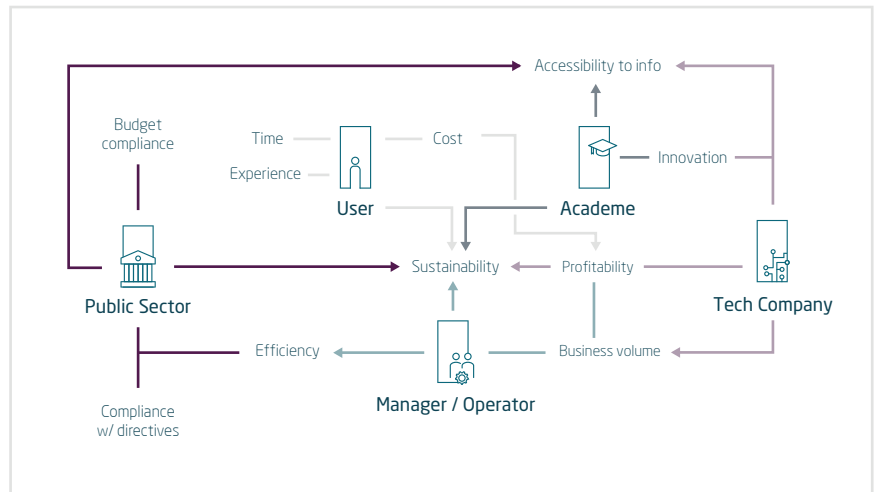 Accessibility to info
Budget
compliance
Time
Cost
Experience
Innovation
User
Academe
Sustainability
Profitability
Public Sector
Tech Company
Efficiency
Business volume
Manager / Operator
Compliance
w/ directives